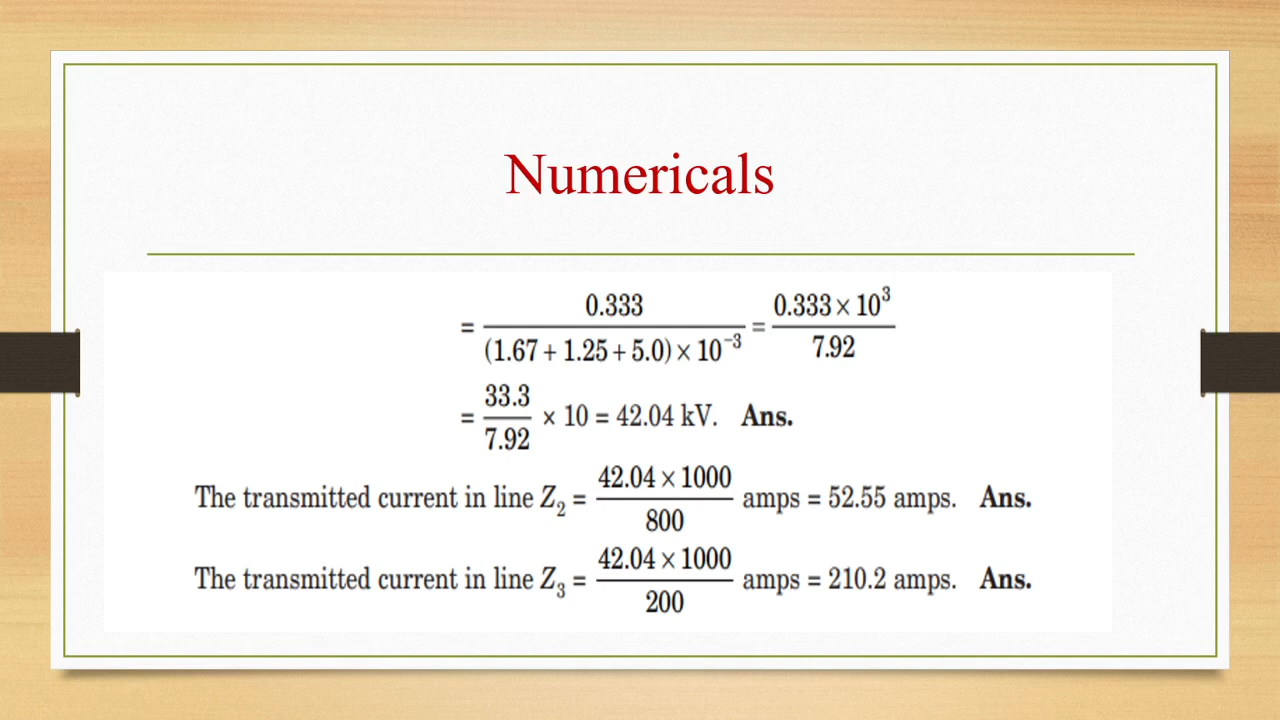 Numericals
= 0.333 / (1.67 + 1.25 + 5.0) × 10⁻³ = 0.333 × 10³ / 7.92
= 33.3 / 7.92 × 10 = 42.04 kV. Ans.
The transmitted current in line Z₂ = 42.04 × 1000 / 800 amps = 52.55 amps. Ans.
The transmitted current in line Z₃ = 42.04 × 1000 / 200 amps = 210.2 amps. Ans.